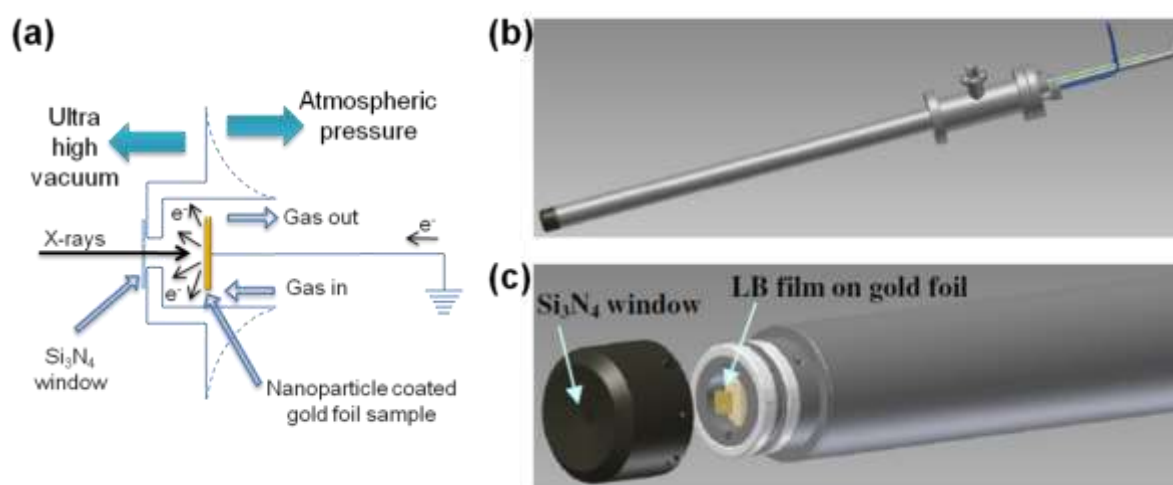 (a)
Ultra
high
vacuum
Atmospheric
pressure
e⁻
Gas out
e⁻
X-rays
e⁻
Gas in
Si₃N₄
window
Nanoparticle coated
gold foil sample
(b)
(c)
LB film on gold foil
Si₃N₄ window